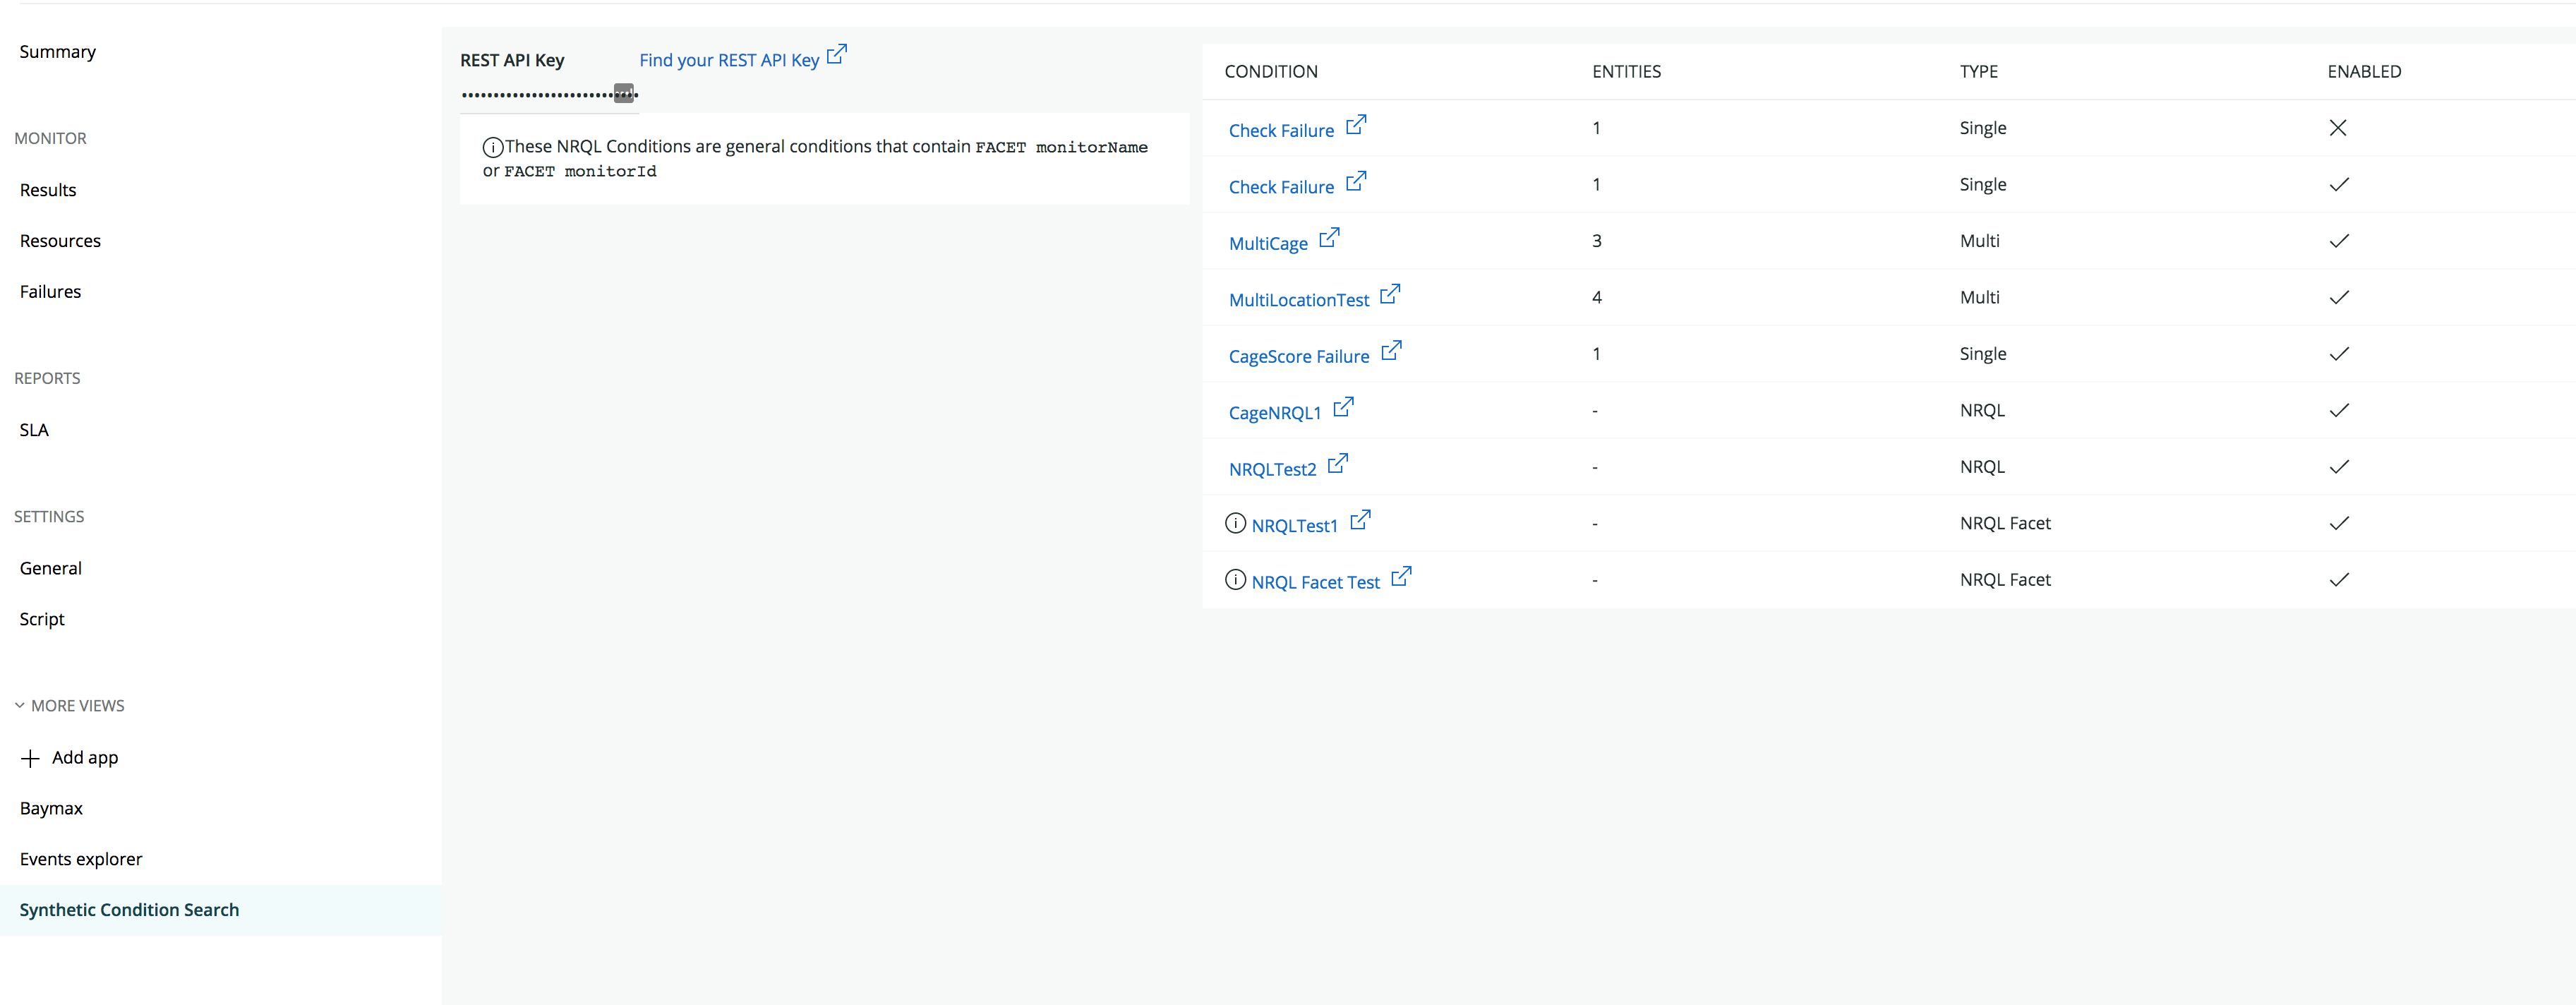 Summary
MONITOR
Results
Resources
Failures
REPORTS
SLA
SETTINGS
General
Script
MORE VIEWS
Add app
Baymax
Events explorer
Synthetic Condition Search
REST API Key Find your REST API Key
These NRQL Conditions are general conditions that contain FACET monitorName
or FACET monitorId
CONDITION ENTITIES TYPE ENABLED
Check Failure 1 Single
Check Failure 1 Single
MultiCage 3 Multi
MultiLocationTest 4 Multi
CageScore Failure 1 Single
CageNRQL1 - NRQL
NRQLTest2 - NRQL
NRQLTest1 - NRQL Facet
NRQL Facet Test - NRQL Facet